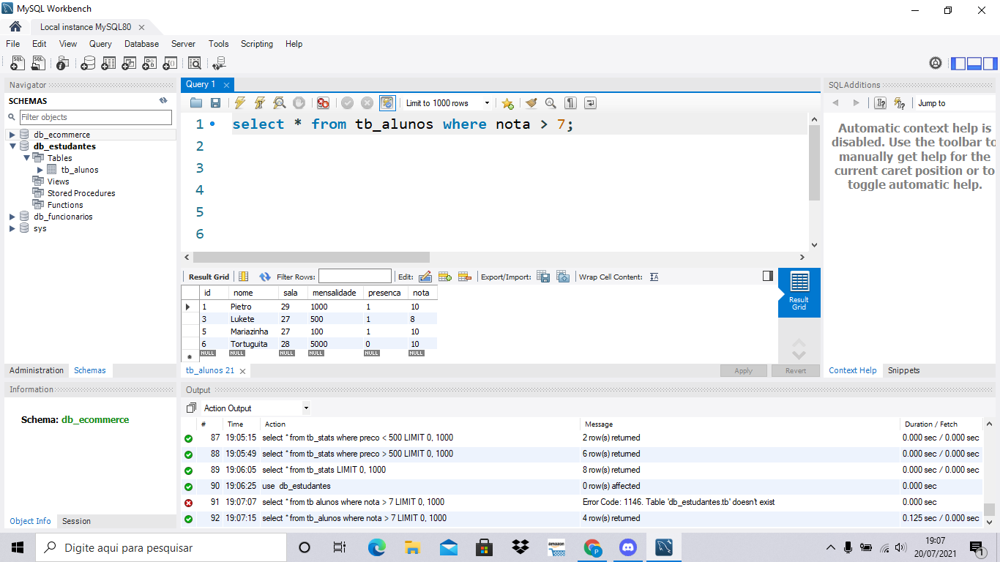 MySQL Workbench
Local instance MySQL80
File Edit View Query Database Server Tools Scripting Help
Navigator
SCHEMAS
Filter objects
db_ecommerce
db_estudantes
Tables
tb_alunos
Views
Stored Procedures
Functions
db_funcionarios
sys
Administration Schemas
Information
Schema: db_ecommerce
Object Info Session
Query 1
Limit to 1000 rows
1 select * from tb_alunos where nota > 7;
2
3
4
5
6
Result Grid Filter Rows: Edit: Export/Import: Wrap Cell Content:
id nome sala mensalidade presenca nota
1 Pietro 29 1000 1 10
3 Lukete 27 500 1 8
5 Mariazinha 27 100 1 10
6 Tortuguita 28 5000 0 10
NULL NULL NULL NULL NULL NULL
Result
Grid
tb_alunos 21
Apply Revert
SQLAdditions
Jump to
Automatic context help is
disabled. Use the toolbar to
manually get help for the
current caret position or to
toggle automatic help.
Context Help Snippets
Output
Action Output
# Time Action Message Duration / Fetch
87 19:05:15 select * from tb_stats where preco < 500 LIMIT 0, 1000 2 row(s) returned 0.000 sec / 0.000 sec
88 19:05:49 select * from tb_stats where preco > 500 LIMIT 0, 1000 6 row(s) returned 0.000 sec / 0.000 sec
89 19:06:05 select * from tb_stats LIMIT 0, 1000 8 row(s) returned 0.000 sec / 0.000 sec
90 19:06:25 use db_estudantes 0 row(s) affected 0.000 sec
91 19:07:07 select * from tb alunos where nota > 7 LIMIT 0, 1000 Error Code: 1146. Table 'db_estudantes.tb' doesn't exist 0.000 sec
92 19:07:15 select * from tb_alunos where nota > 7 LIMIT 0, 1000 4 row(s) returned 0.125 sec / 0.000 sec
Digite aqui para pesquisar
19:07
20/07/2021
1